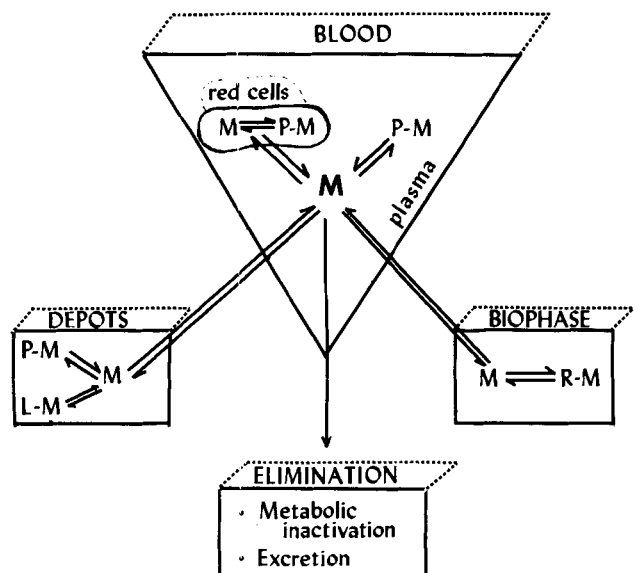 BLOOD
red cells
M ⇌ P-M
P-M
M
plasma
DEPOTS
P-M
M
L-M
BIOPHASE
M ⇌ R-M
ELIMINATION
• Metabolic
inactivation
• Excretion